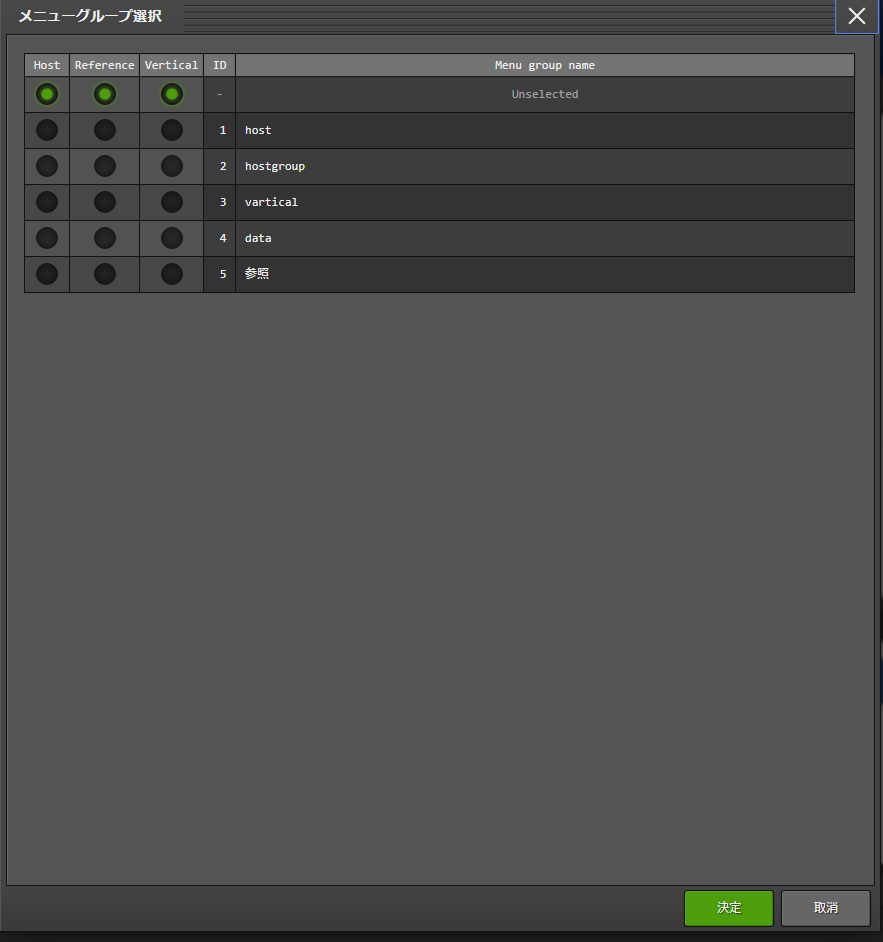 メニューグループ選択
Host Reference Vertical ID Menu group name
- Unselected
1 host
2 hostgroup
3 vartical
4 data
5 参照
決定 取消